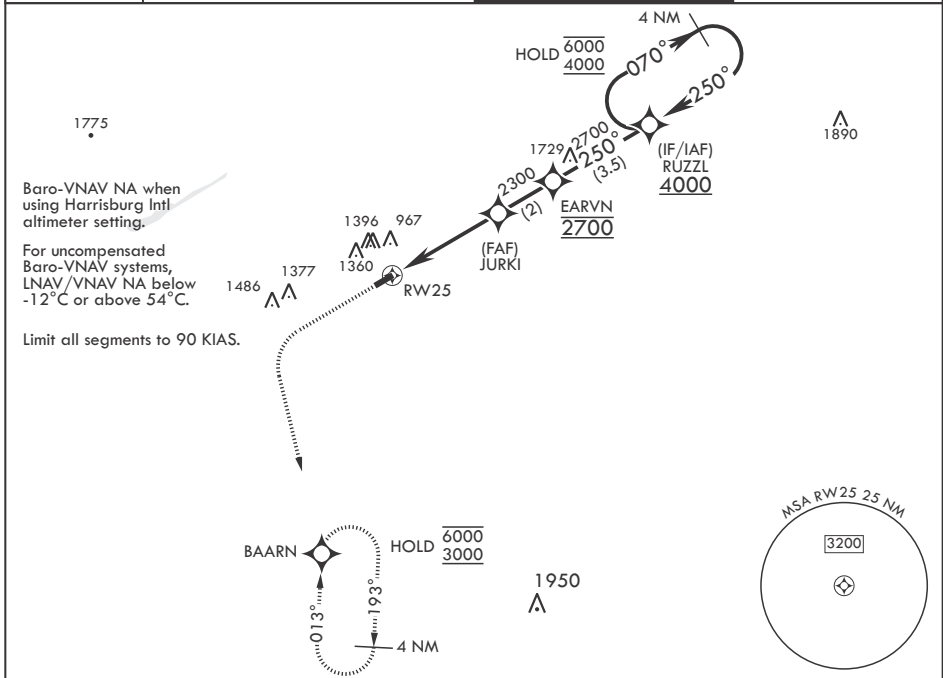 4 NM
HOLD 6000
4000
070°
250°
1775
1890
1729
2700
250°
(3.5)
(IF/IAF)
RUZZL
4000
Baro-VNAV NA when
using Harrisburg Intl
altimeter setting.
2300
(2)
EARVN
2700
For uncompensated
Baro-VNAV systems,
LNAV/VNAV NA below
-12°C or above 54°C.
1396
967
1360
(FAF)
JURKI
1486
1377
RW25
Limit all segments to 90 KIAS.
MSA RW25 25 NM
3200
BAARN
HOLD 6000
3000
1950
013°
193°
4 NM